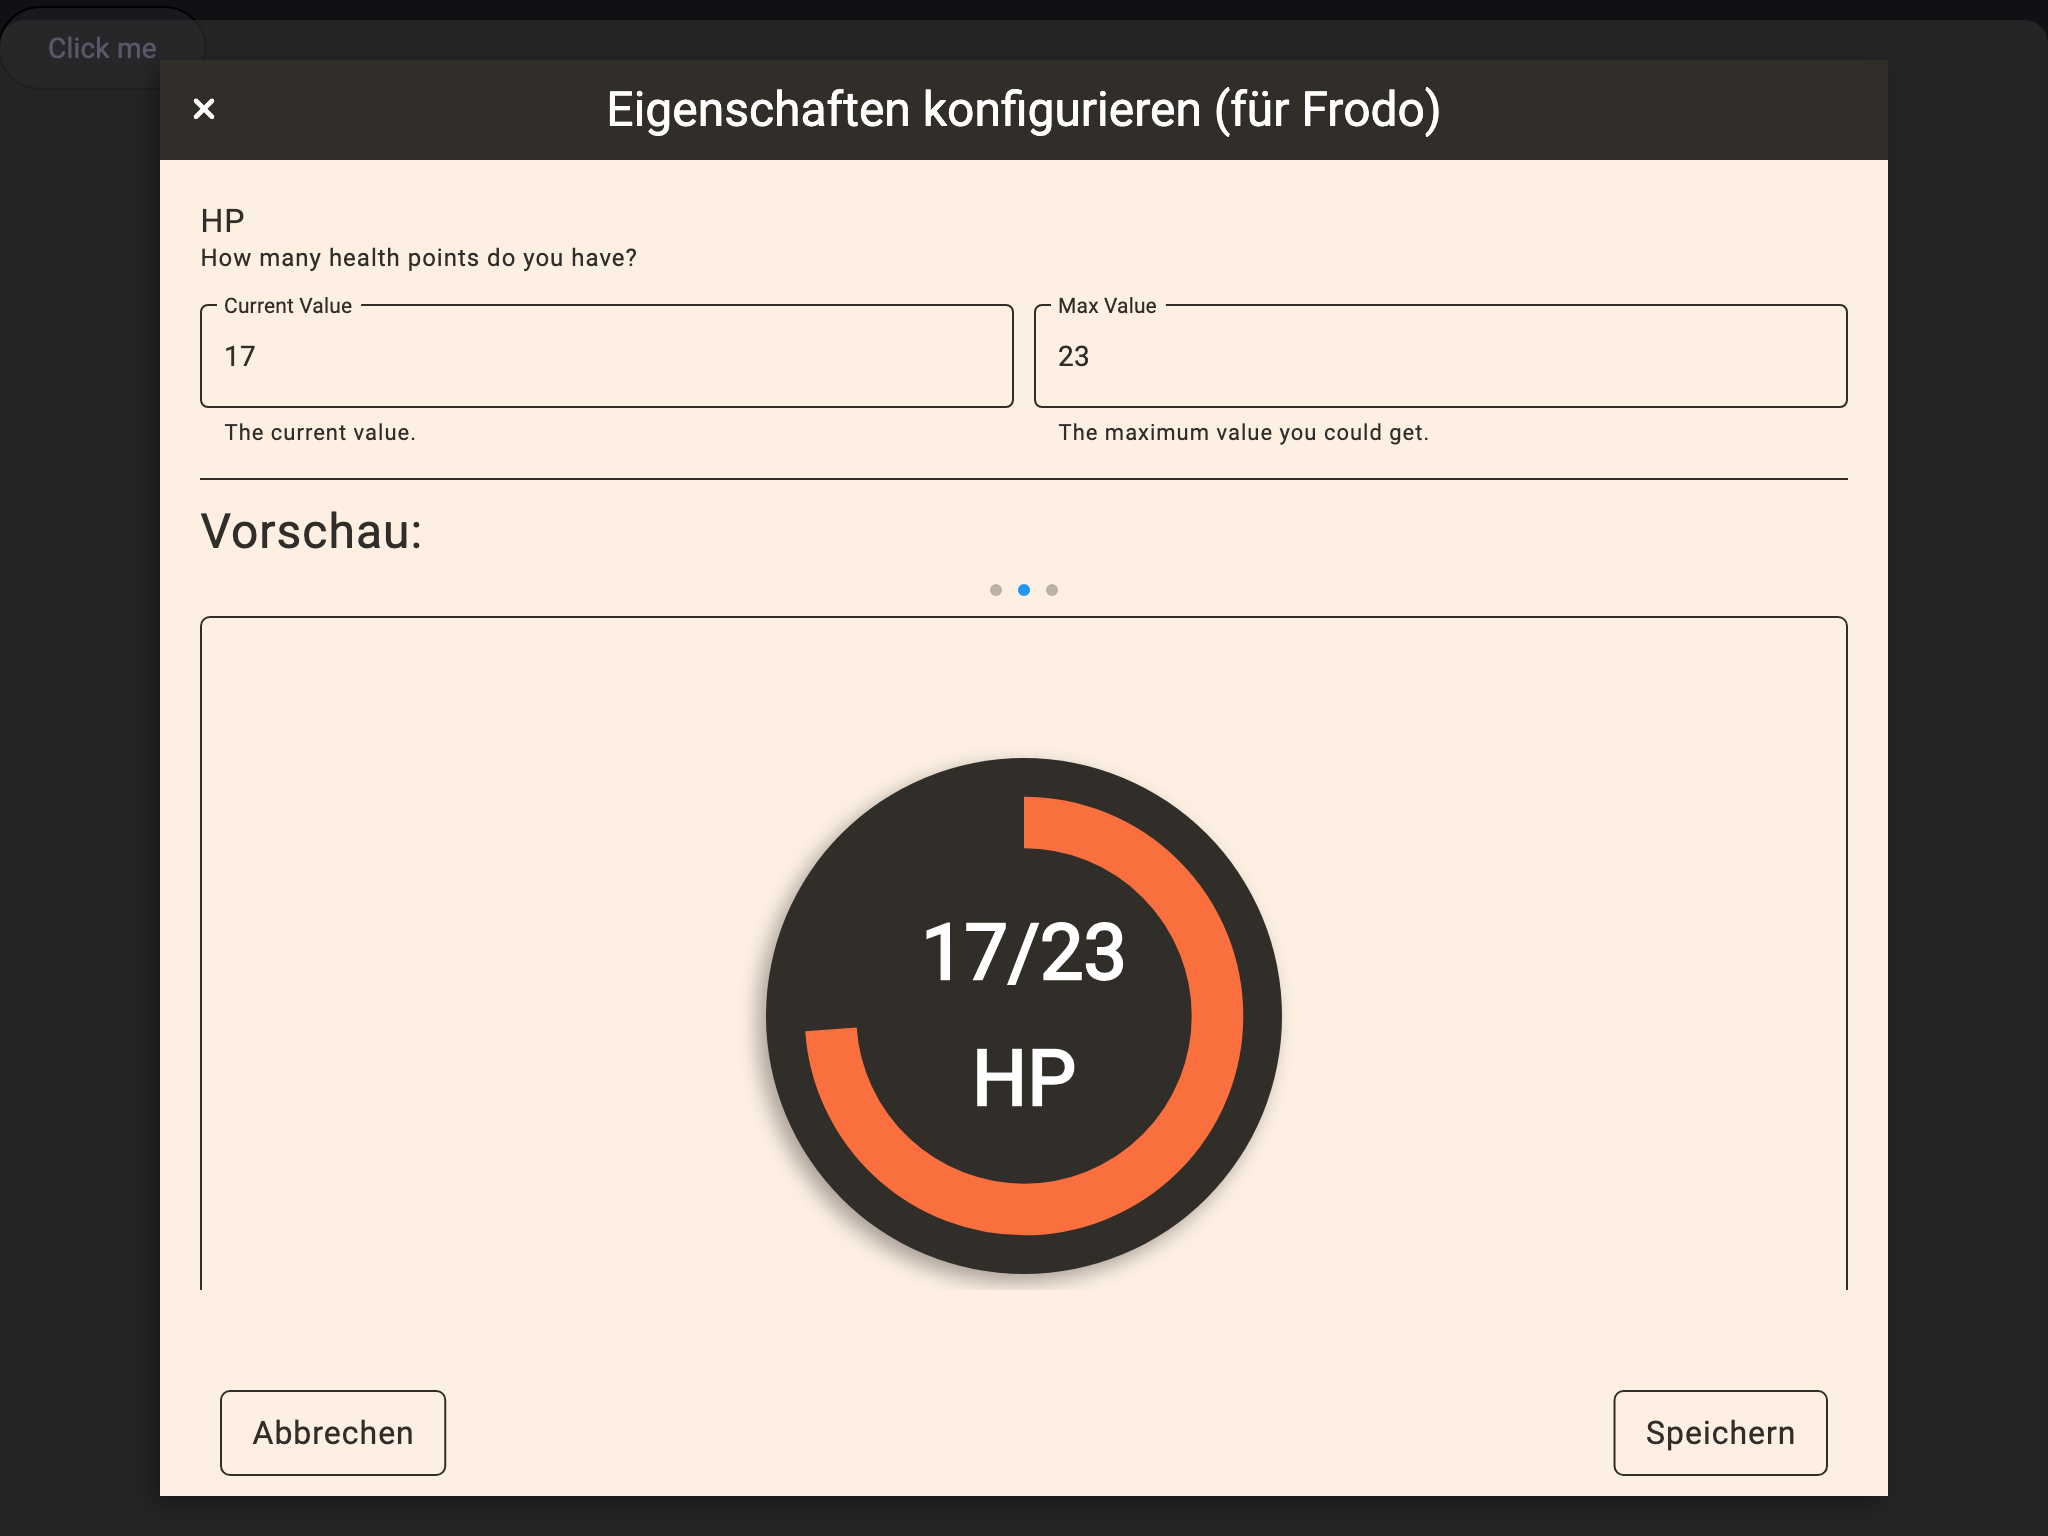 Click me
Eigenschaften konfigurieren (für Frodo)
HP
How many health points do you have?
Current Value
17
The current value.
Max Value
23
The maximum value you could get.
Vorschau:
17/23
HP
Abbrechen
Speichern